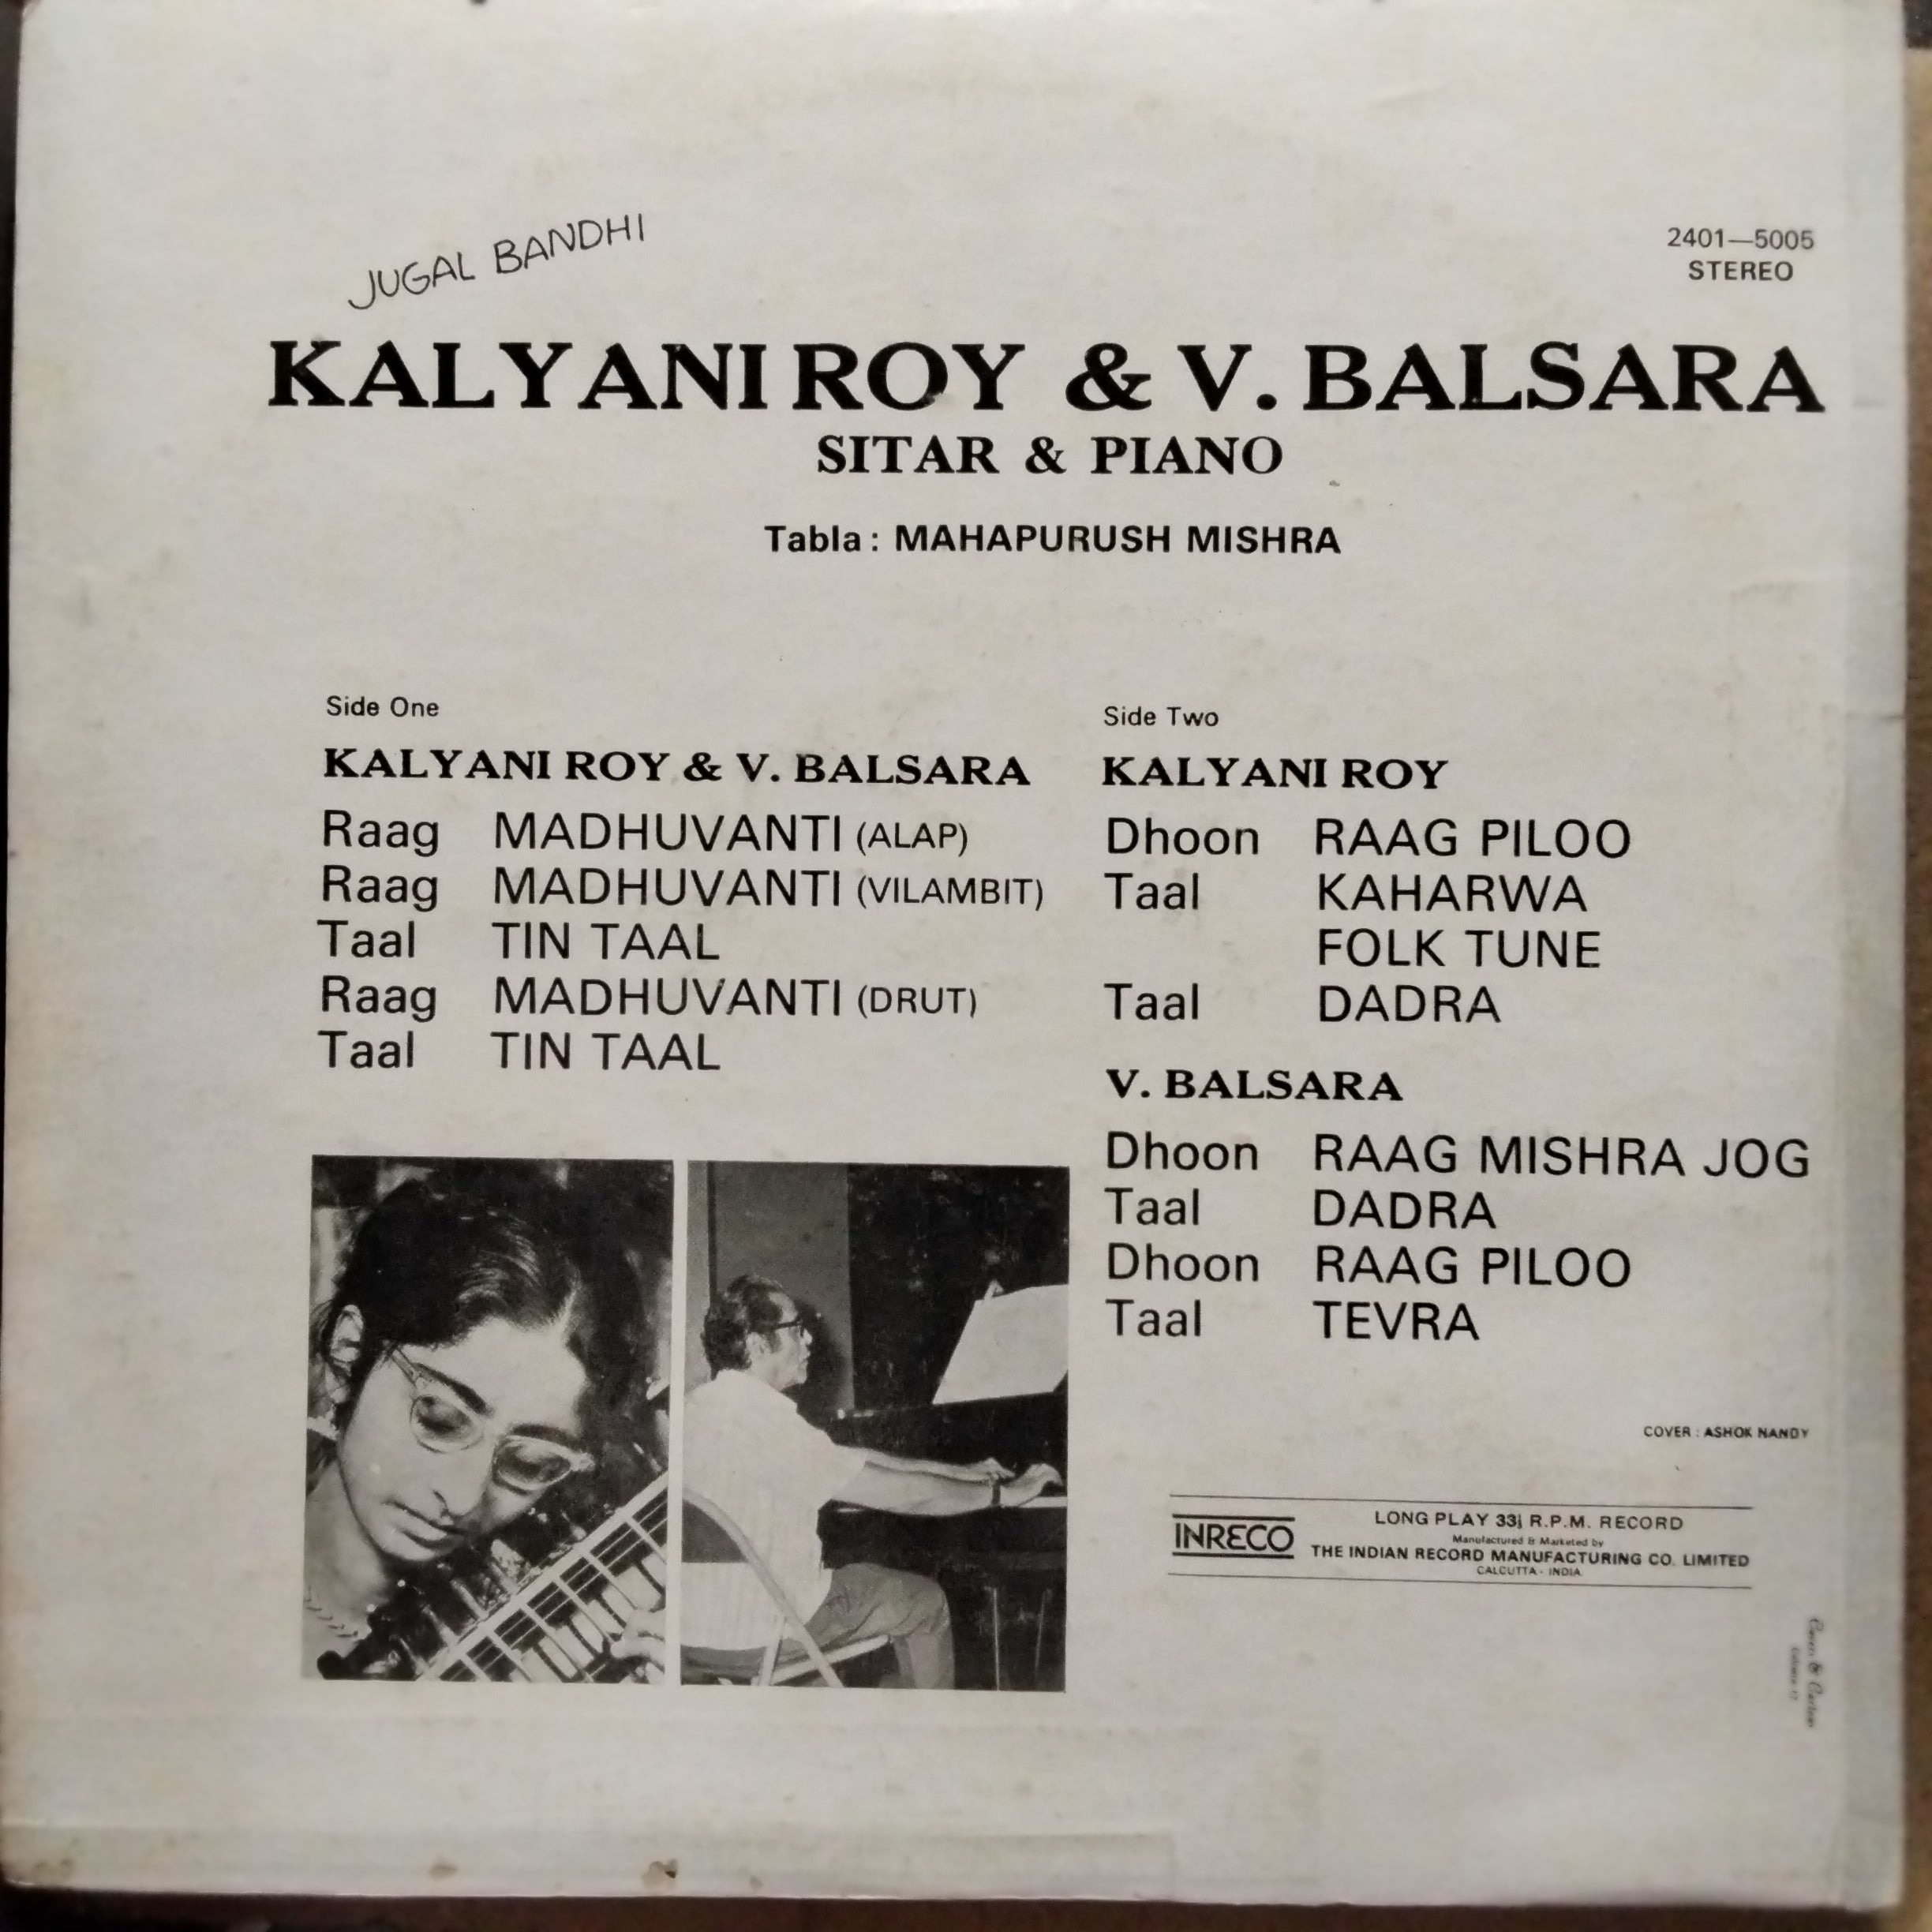 JUGAL BANDHI
2401—5005
STEREO
KALYANI ROY & V. BALSARA
SITAR & PIANO
Tabla : MAHAPURUSH MISHRA
Side One
KALYANI ROY & V. BALSARA
Raag MADHUVANTI (ALAP)
Raag MADHUVANTI (VILAMBIT)
Taal TIN TAAL
Raag MADHUVANTI (DRUT)
Taal TIN TAAL
Side Two
KALYANI ROY
Dhoon RAAG PILOO
Taal KAHARWA
FOLK TUNE
Taal DADRA
V. BALSARA
Dhoon RAAG MISHRA JOG
Taal DADRA
Dhoon RAAG PILOO
Taal TEVRA
COVER : ASHOK NANDY
INRECO
LONG PLAY 33⅓ R.P.M. RECORD
Manufactured & Marketed by
THE INDIAN RECORD MANUFACTURING CO. LIMITED
CALCUTTA - INDIA